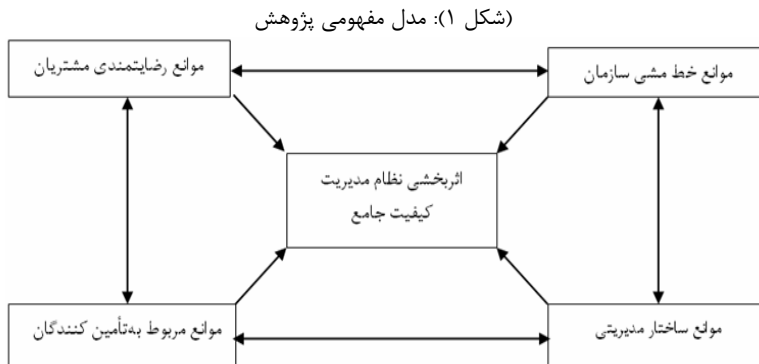 (شکل ۱): مدل مفهومی پژوهش
موانع خط مشی سازمان
موانع رضایتمندی مشتریان
اثربخشی نظام مدیریت
کیفیت جامع
موانع ساختار مدیریتی
موانع مربوط به‌تأمین کنندگان